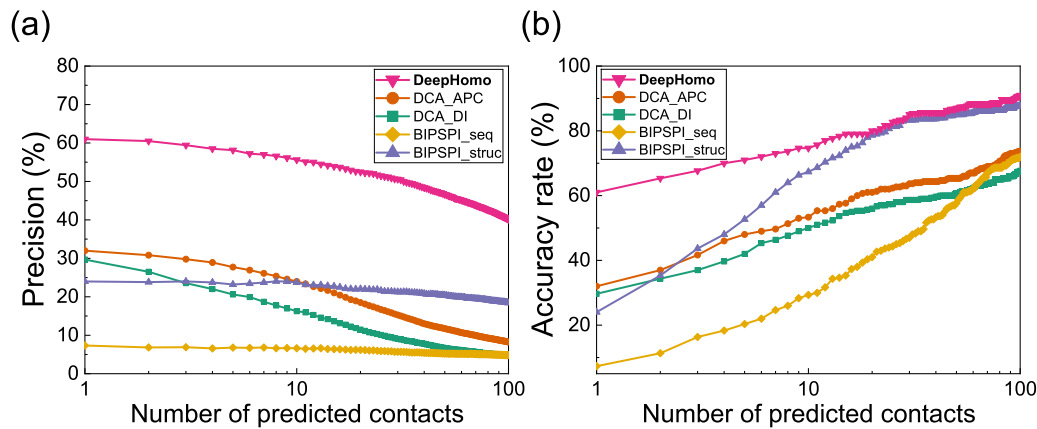 (a)
80
70
60
50
40
30
20
10
0
Precision (%)
DeepHomo
DCA_APC
DCA_DI
BIPSPI_seq
BIPSPI_struc
1
10
100
Number of predicted contacts
(b)
100
80
60
40
20
Accuracy rate (%)
DeepHomo
DCA_APC
DCA_DI
BIPSPI_seq
BIPSPI_struc
1
10
100
Number of predicted contacts